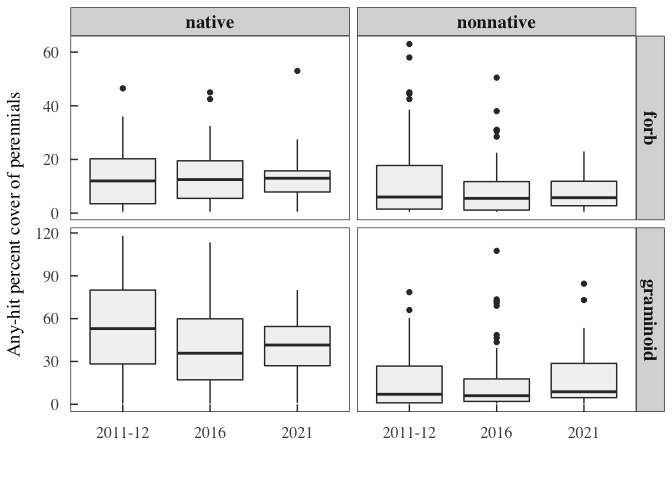 native nonnative
Any-hit percent cover of perennials
60
40
20
0
forb
120
90
60
30
0
graminoid
2011-12 2016 2021 2011-12 2016 2021